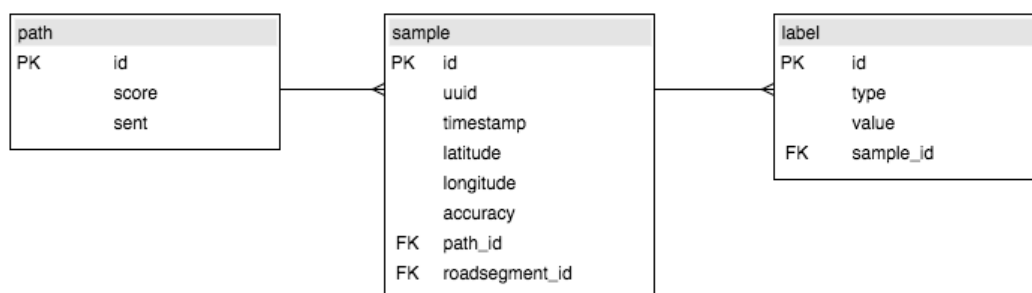 path
PK id
score
sent
sample
PK id
uuid
timestamp
latitude
longitude
accuracy
FK path_id
FK roadsegment_id
label
PK id
type
value
FK sample_id